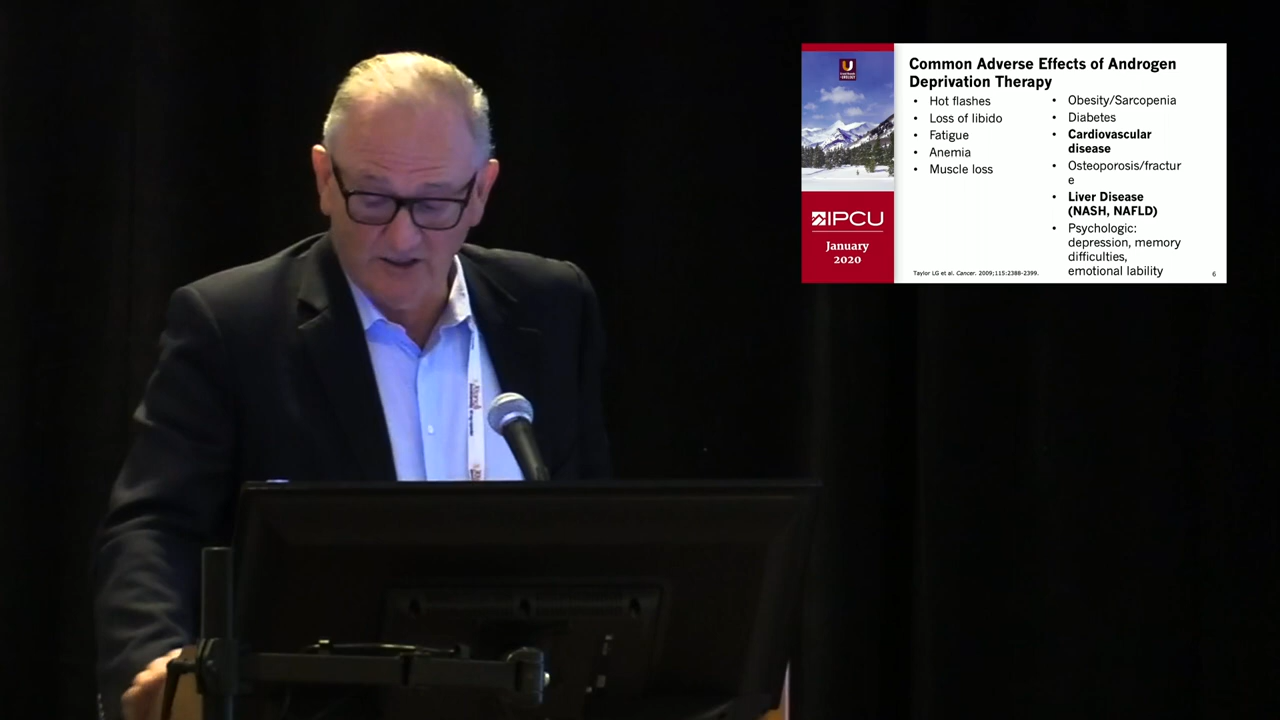 Common Adverse Effects of Androgen
Deprivation Therapy
• Hot flashes
• Loss of libido
• Fatigue
• Anemia
• Muscle loss
• Obesity/Sarcopenia
• Diabetes
• Cardiovascular
disease
• Osteoporosis/fractur
e
• Liver Disease
(NASH, NAFLD)
• Psychologic:
depression, memory
difficulties,
emotional lability
IPCU
January
2020
Taylor LG et al. Cancer. 2009;115:2388-2399.
6